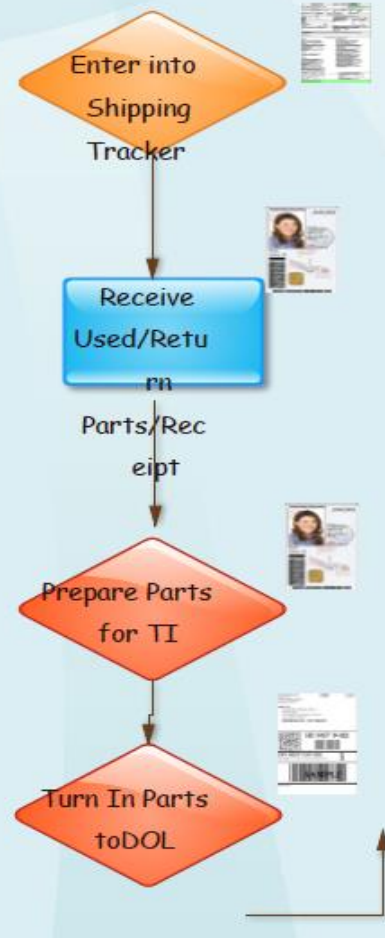 Enter into
Shipping
Tracker
Receive
Used/Retu
rn
Parts/Rec
eipt
Prepare Parts
for TI
Turn In Parts
toDOL